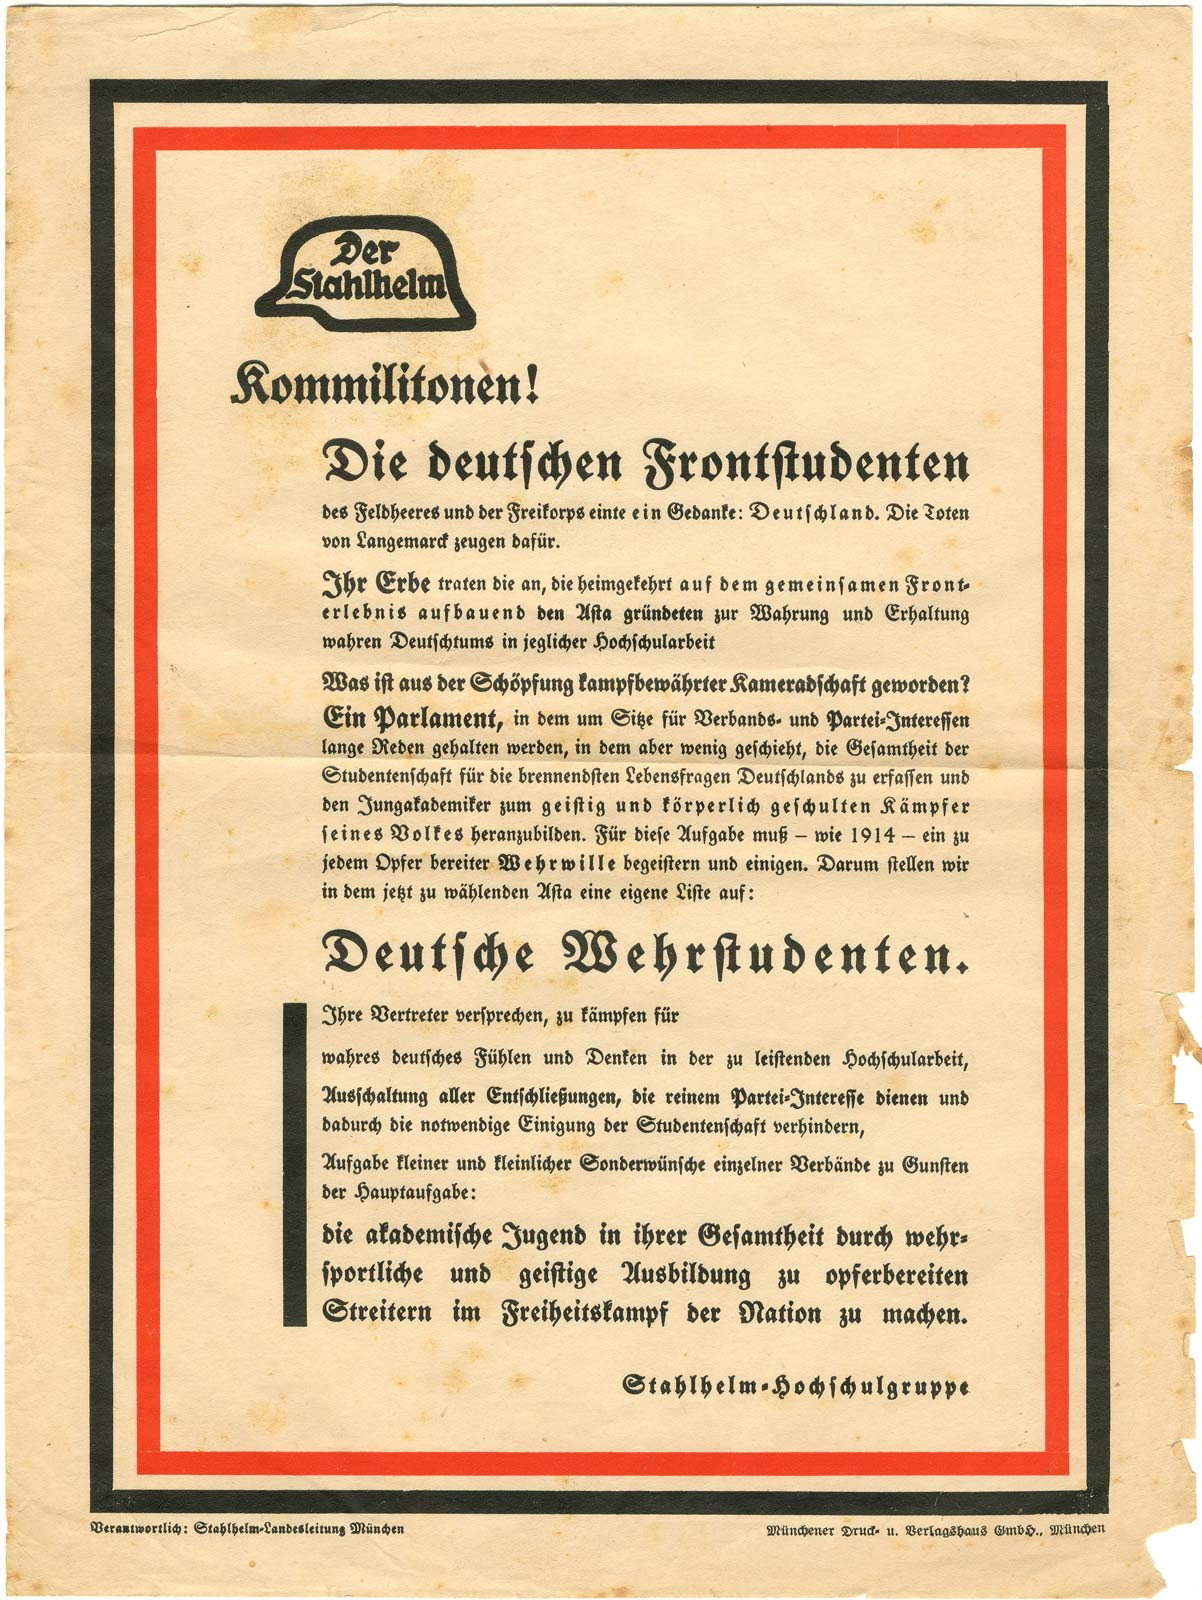 Der
Stahlhelm
Kommilitonen!
Die deutschen Frontstudenten
des Feldheeres und der Freikorps einte ein Gedanke: Deutschland. Die Toten
von Langemarck zeugen dafür.
Ihr Erbe traten die an, die heimgekehrt auf dem gemeinsamen Front-
erlebnis aufbauend den Asta gründeten zur Wahrung und Erhaltung
wahren Deutschtums in jeglicher Hochschularbeit
Was ist aus der Schöpfung kampfbewährter Kameradschaft geworden?
Ein Parlament, in dem um Sitze für Verbands- und Partei-Interessen
lange Reden gehalten werden, in dem aber wenig geschieht, die Gesamtheit der
Studentenschaft für die brennendsten Lebensfragen Deutschlands zu erfassen und
den Jungakademiker zum geistig und körperlich geschulten Kämpfer
seines Volkes heranzubilden. Für diese Aufgabe muß – wie 1914 – ein zu
jedem Opfer bereiter Wehrwille begeistern und einigen. Darum stellen wir
in dem jetzt zu wählenden Asta eine eigene Liste auf:
Deutsche Wehrstudenten.
Ihre Vertreter versprechen, zu kämpfen für
wahres deutsches Fühlen und Denken in der zu leistenden Hochschularbeit,
Ausschaltung aller Entschließungen, die reinem Partei-Interesse dienen und
dadurch die notwendige Einigung der Studentenschaft verhindern,
Aufgabe kleiner und kleinlicher Sonderwünsche einzelner Verbände zu Gunsten
der Hauptaufgabe:
die akademische Jugend in ihrer Gesamtheit durch wehr-
sportliche und geistige Ausbildung zu opferbereiten
Streitern im Freiheitskampf der Nation zu machen.
Stahlhelm-Hochschulgruppe
Verantwortlich: Stahlhelm-Landesleitung München
Münchener Druck- u. Verlagshaus GmbH., München